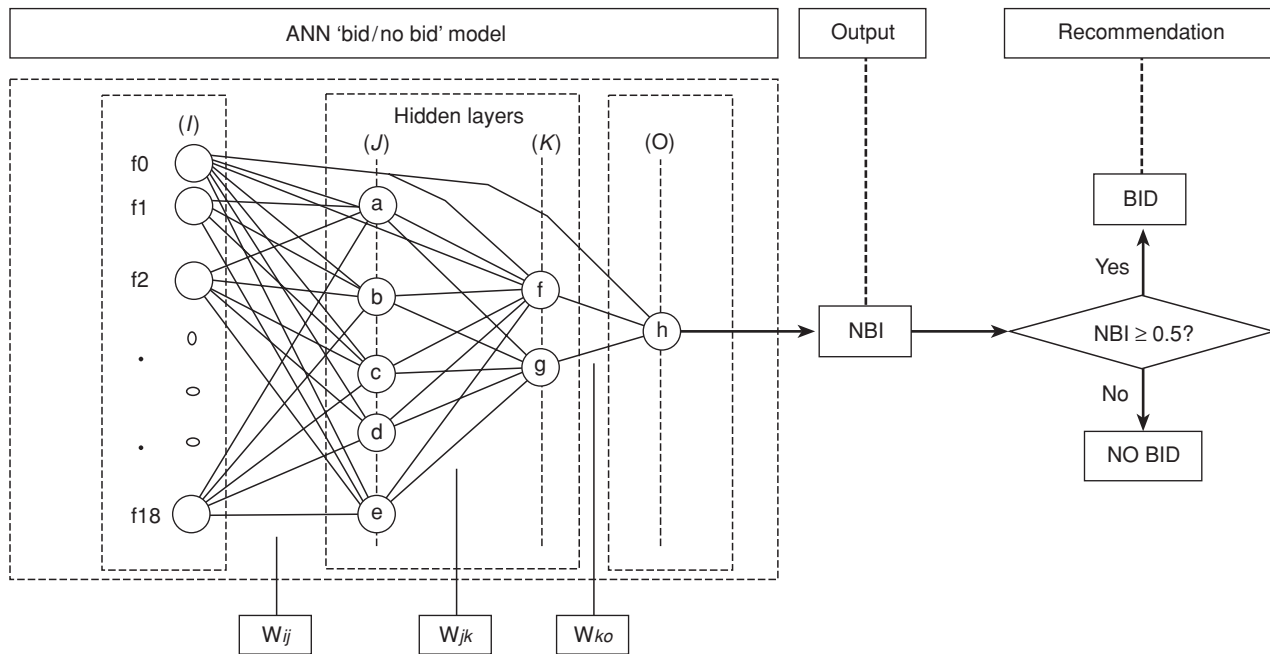 ANN ‘bid/no bid’ model
Output
Recommendation
Hidden layers
(I)
(J)
(K)
(O)
f0
f1
f2
f18
a
b
c
d
e
f
g
h
NBI
BID
Yes
NBI ≥ 0.5?
No
NO BID
Wij
Wjk
Wko